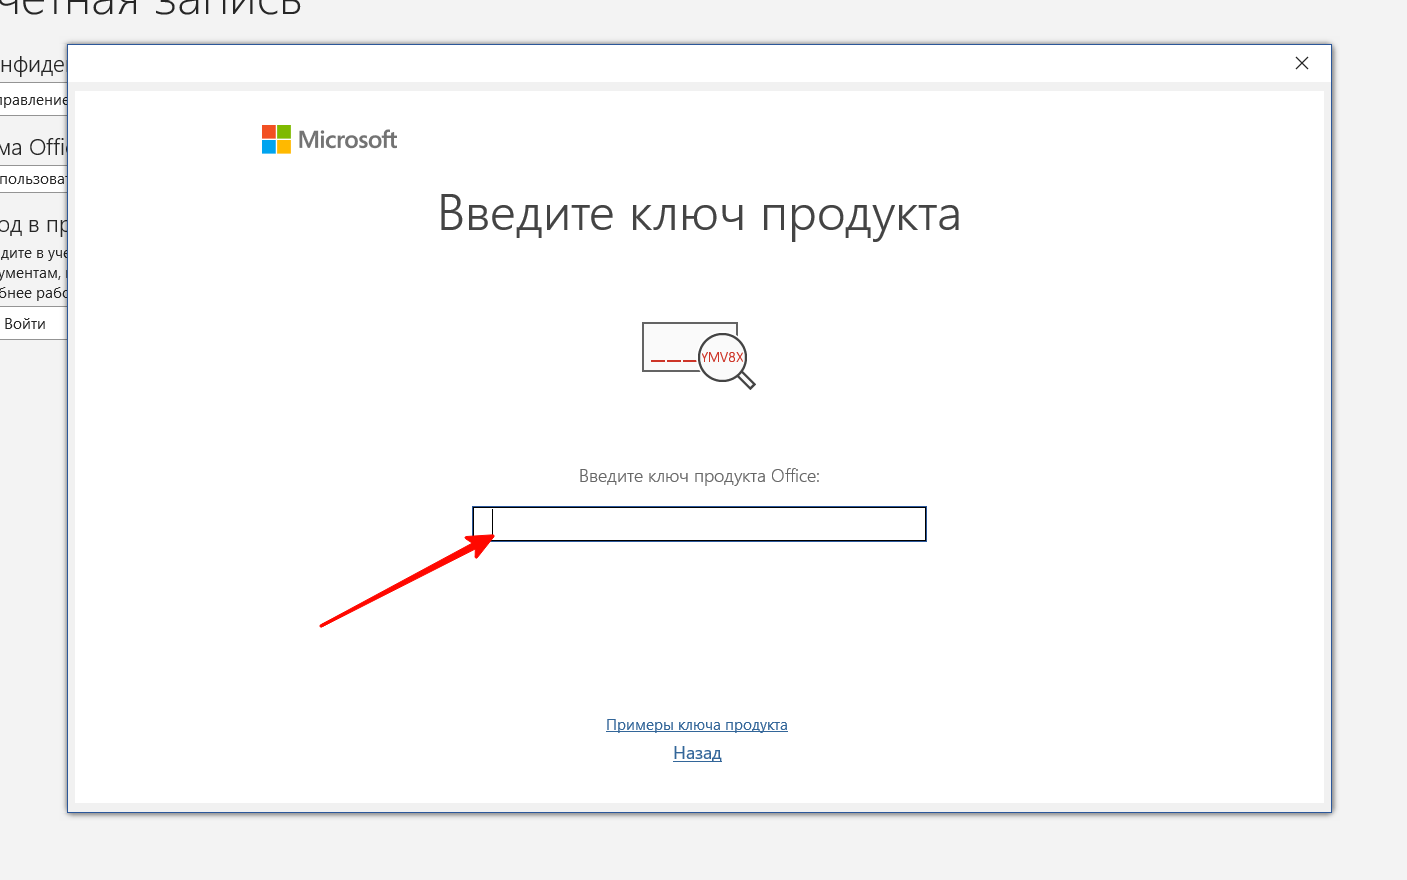 четная запись
нфиде
правление
ма Offi
пользоват
од в пр
дите в уче
ументам,
бнее рабо
Войти
Microsoft
Введите ключ продукта
YMV8X
Введите ключ продукта Office:
Примеры ключа продукта
Назад